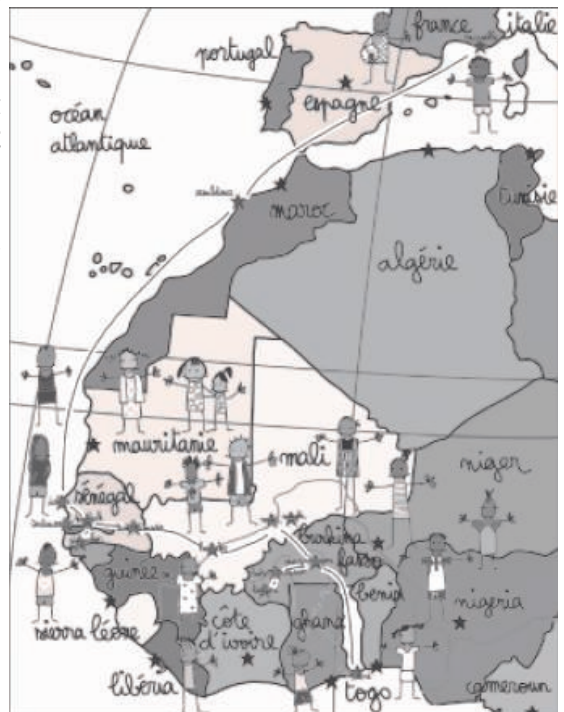 france
italie
portugal
espagne
océan
atlantique
maroc
tunisie
algérie
mauritanie
mali
niger
sénégal
burkina
faso
guinée
bénin
nigeria
côte
d'ivoire
ghana
sierra léone
libéria
togo
cameroun